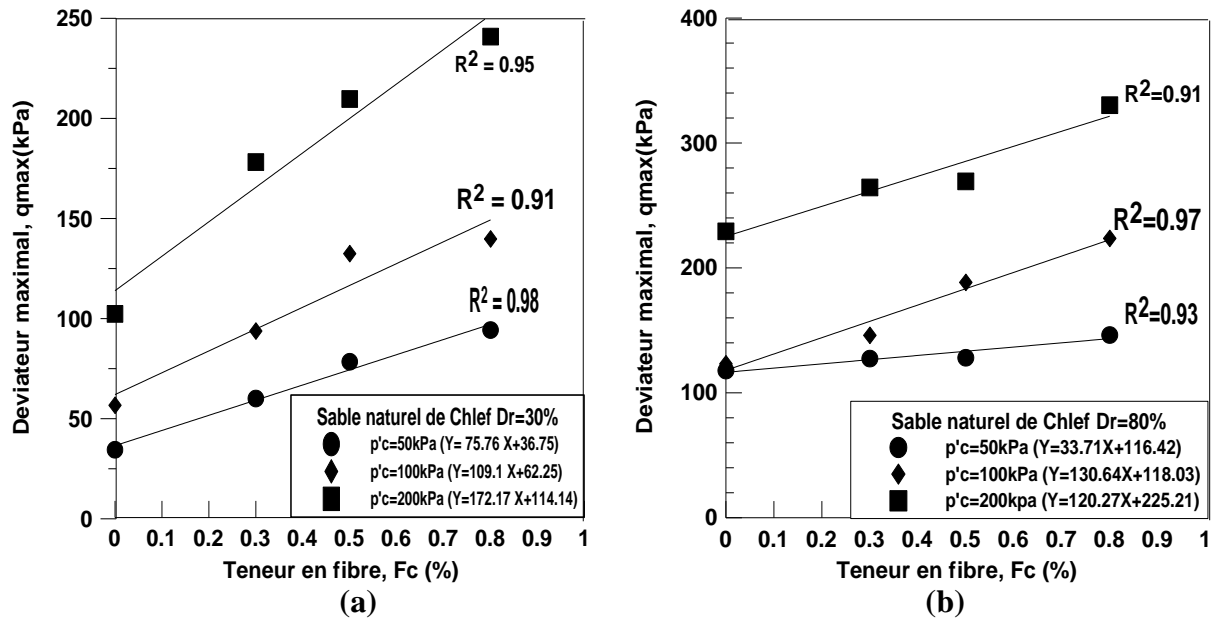 250
200
150
100
50
0
Deviateur maximal, qmax(kPa)
R² = 0.95
R² = 0.91
R² = 0.98
Sable naturel de Chlef Dr=30%
p'c=50kPa (Y= 75.76 X+36.75)
p'c=100kPa (Y=109.1 X+62.25)
p'c=200kPa (Y=172.17 X+114.14)
0 0.1 0.2 0.3 0.4 0.5 0.6 0.7 0.8 0.9 1
Teneur en fibre, Fc (%)
(a)
400
300
200
100
0
Deviateur maximal, qmax(kPa)
R²=0.91
R²=0.97
R²=0.93
Sable naturel de Chlef Dr=80%
p'c=50kPa (Y=33.71X+116.42)
p'c=100kPa (Y=130.64X+118.03)
p'c=200kpa (Y=120.27X+225.21)
0 0.1 0.2 0.3 0.4 0.5 0.6 0.7 0.8 0.9 1
Teneur en fibre, Fc (%)
(b)